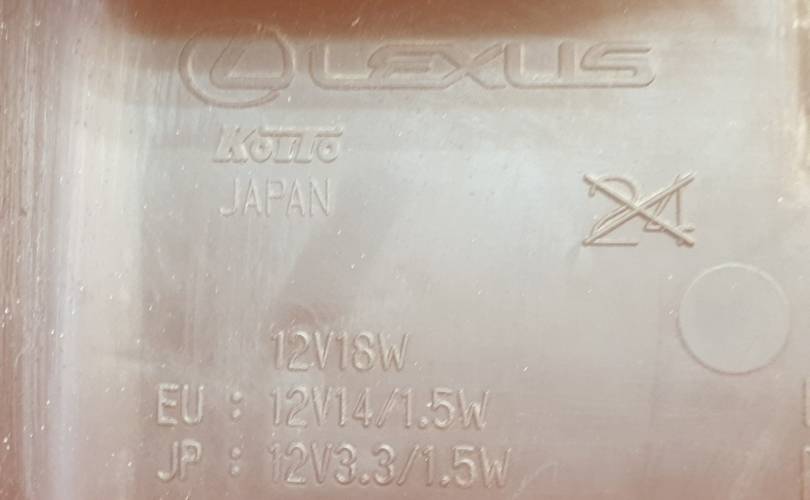 LEXUS
KOITO
JAPAN
24
12V18W
EU : 12V14/1.5W
JP : 12V3.3/1.5W